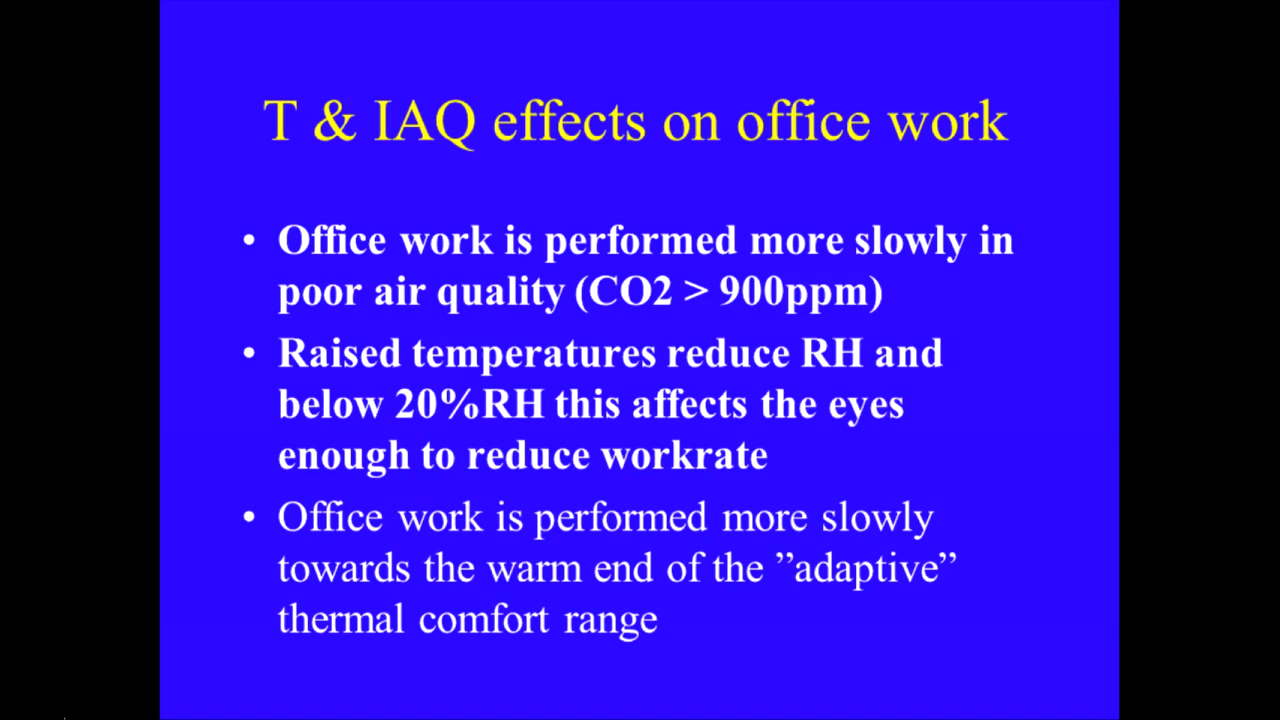 T & IAQ effects on office work
• Office work is performed more slowly in
poor air quality (CO2 > 900ppm)
• Raised temperatures reduce RH and
below 20%RH this affects the eyes
enough to reduce workrate
• Office work is performed more slowly
towards the warm end of the ”adaptive”
thermal comfort range